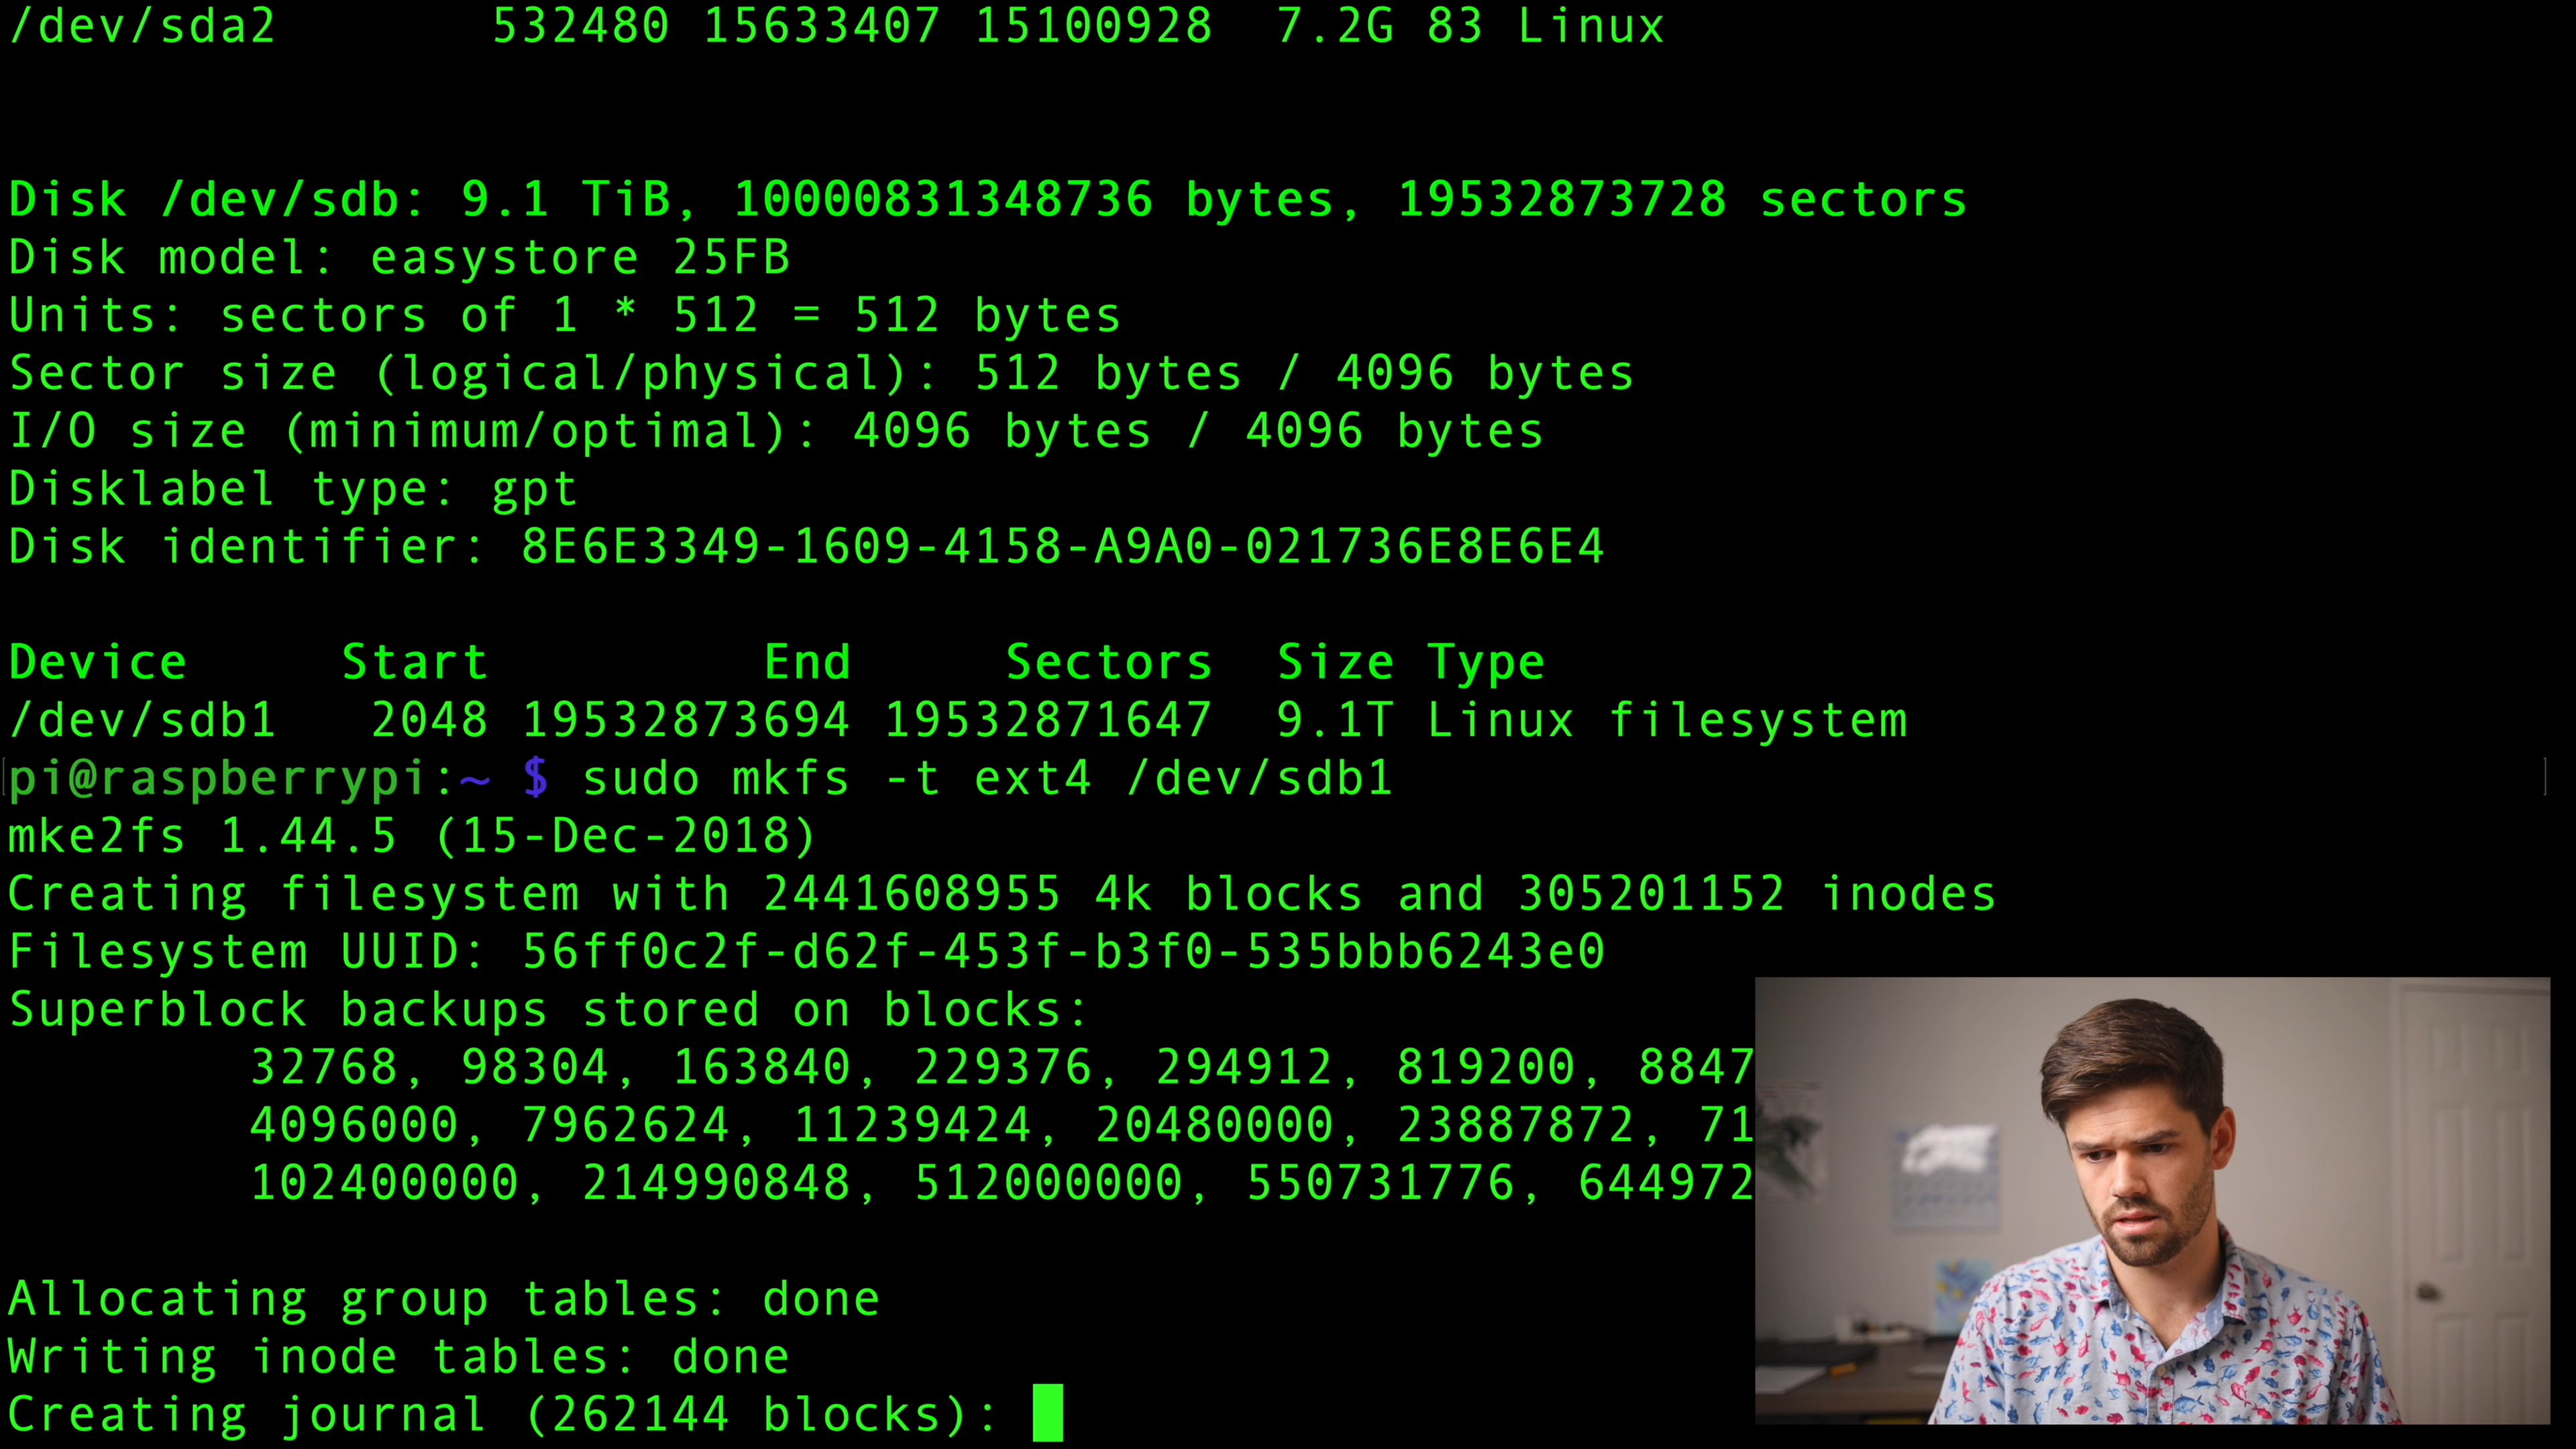 /dev/sda2 532480 15633407 15100928 7.2G 83 Linux
Disk /dev/sdb: 9.1 TiB, 10000831348736 bytes, 19532873728 sectors
Disk model: easystore 25FB
Units: sectors of 1 * 512 = 512 bytes
Sector size (logical/physical): 512 bytes / 4096 bytes
I/O size (minimum/optimal): 4096 bytes / 4096 bytes
Disklabel type: gpt
Disk identifier: 8E6E3349-1609-4158-A9A0-021736E8E6E4
Device Start End Sectors Size Type
/dev/sdb1 2048 19532873694 19532871647 9.1T Linux filesystem
[pi@raspberrypi:~ $ sudo mkfs -t ext4 /dev/sdb1 ]
mke2fs 1.44.5 (15-Dec-2018)
Creating filesystem with 2441608955 4k blocks and 305201152 inodes
Filesystem UUID: 56ff0c2f-d62f-453f-b3f0-535bbb6243e0
Superblock backups stored on blocks:
32768, 98304, 163840, 229376, 294912, 819200, 8847
4096000, 7962624, 11239424, 20480000, 23887872, 71
102400000, 214990848, 512000000, 550731776, 644972
Allocating group tables: done
Writing inode tables: done
Creating journal (262144 blocks):